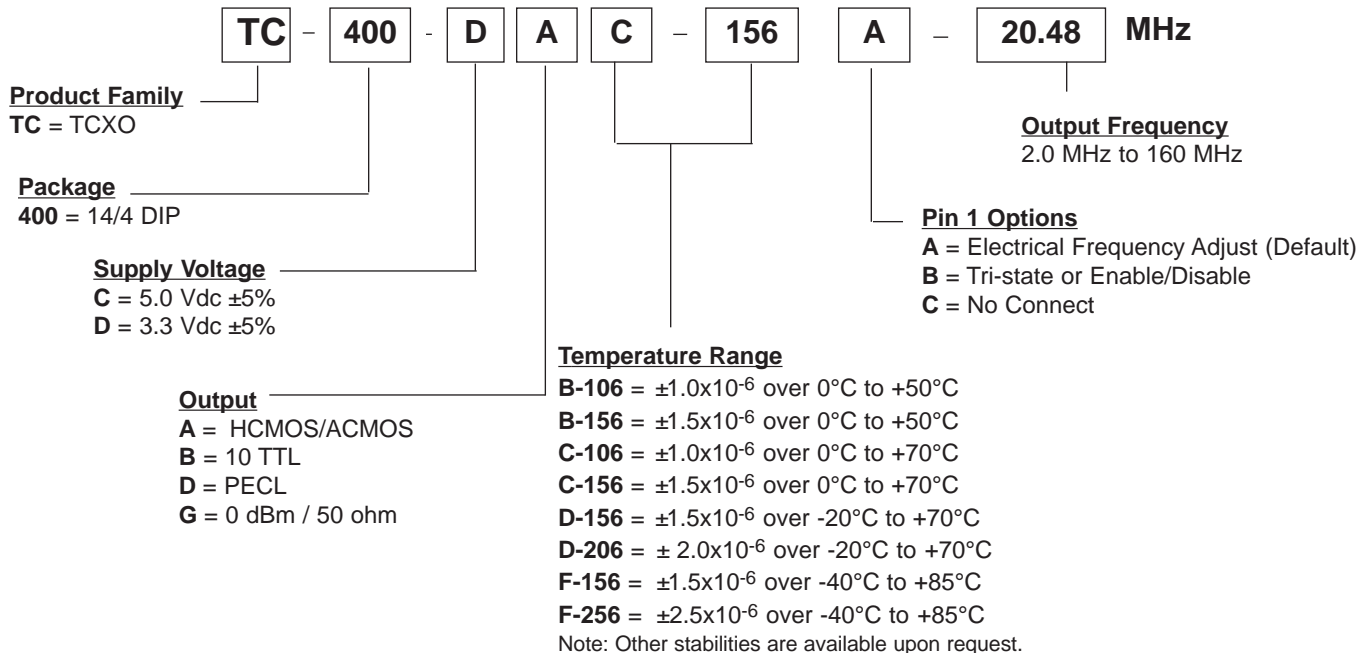 TC – 400 - D A C – 156 A – 20.48 MHz
Product Family
TC = TCXO
Output Frequency
2.0 MHz to 160 MHz
Package
400 = 14/4 DIP
Pin 1 Options
A = Electrical Frequency Adjust (Default)
B = Tri-state or Enable/Disable
C = No Connect
Supply Voltage
C = 5.0 Vdc ±5%
D = 3.3 Vdc ±5%
Temperature Range
B-106 = ±1.0x10-6 over 0°C to +50°C
B-156 = ±1.5x10-6 over 0°C to +50°C
C-106 = ±1.0x10-6 over 0°C to +70°C
C-156 = ±1.5x10-6 over 0°C to +70°C
D-156 = ±1.5x10-6 over -20°C to +70°C
D-206 = ± 2.0x10-6 over -20°C to +70°C
F-156 = ±1.5x10-6 over -40°C to +85°C
F-256 = ±2.5x10-6 over -40°C to +85°C
Note: Other stabilities are available upon request.
Output
A = HCMOS/ACMOS
B = 10 TTL
D = PECL
G = 0 dBm / 50 ohm